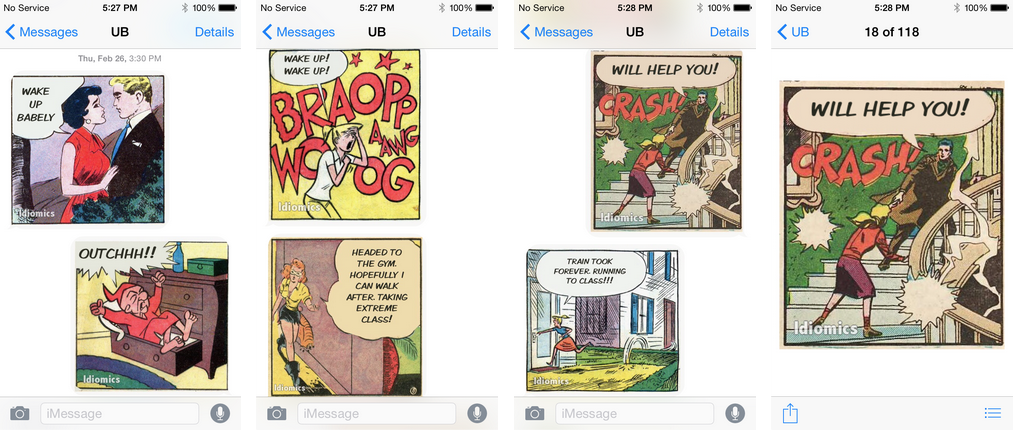 No Service 5:27 PM 100%
Messages UB Details
Thu, Feb 26, 3:30 PM
WAKE
UP
BABELY
Idiomics
OUTCHHH!!
Idiomics
iMessage
No Service 5:27 PM 100%
Messages UB Details
WAKE UP!
WAKE UP!
BRAOPP
AWG
WOOOG
Idiomics
HEADED TO
THE GYM.
HOPEFULLY I
CAN WALK
AFTER. TAKING
EXTREME
CLASS!
Idiomics
iMessage
No Service 5:28 PM 100%
Messages UB Details
WILL HELP YOU!
CRASH!
Idiomics
TRAIN TOOK
FOREVER. RUNNING
TO CLASS!!!
Idiomics
iMessage
No Service 5:28 PM 100%
UB 18 of 118
WILL HELP YOU!
CRASH!
Idiomics